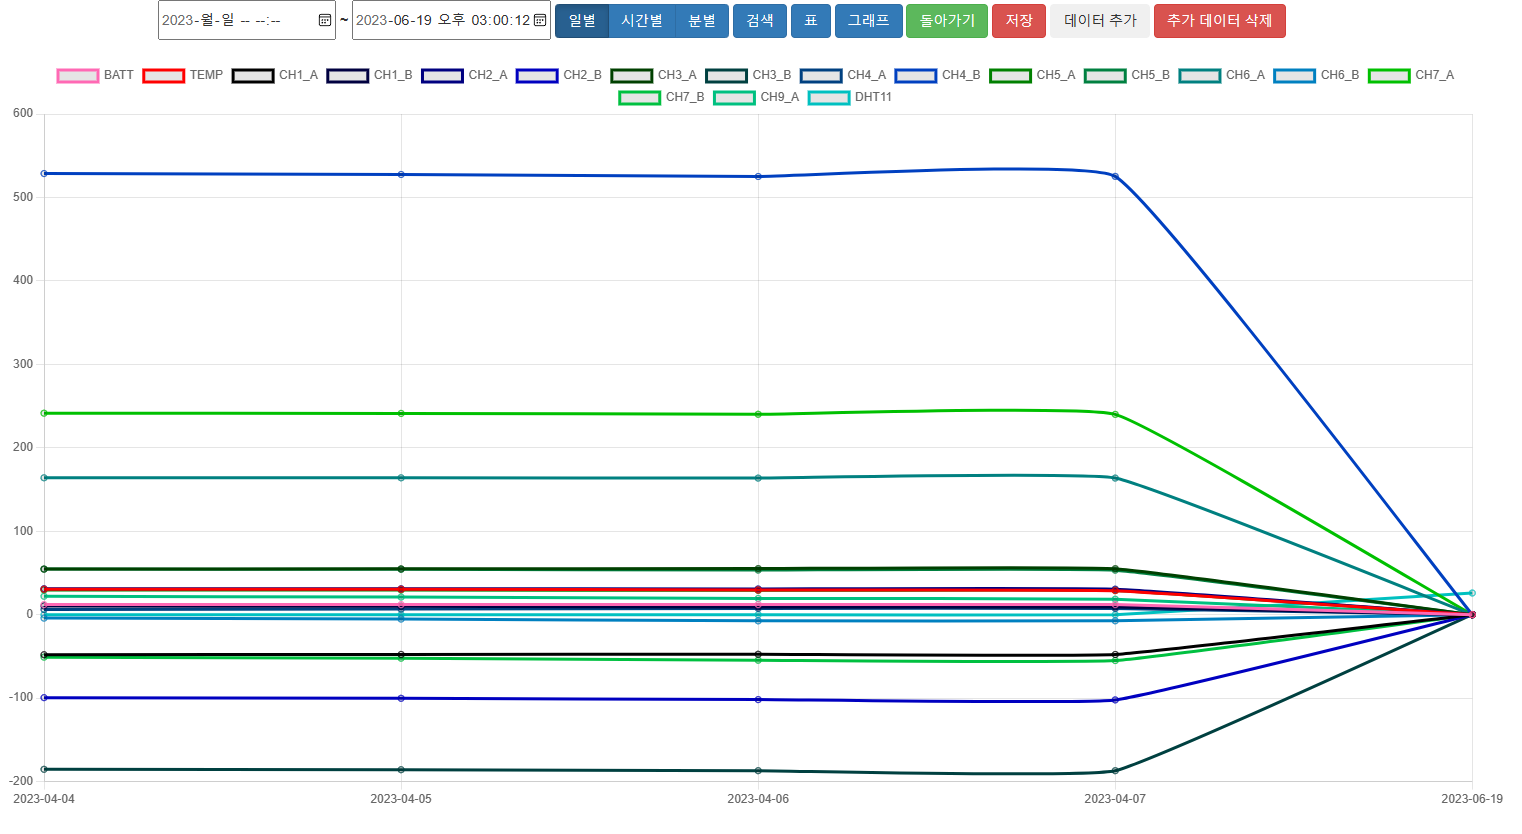 2023-월-일 -- --:-- ~ 2023-06-19 오후 03:00:12 일별 시간별 분별 검색 표 그래프 돌아가기 저장 데이터 추가 추가 데이터 삭제
BATT TEMP CH1_A CH1_B CH2_A CH2_B CH3_A CH3_B CH4_A CH4_B CH5_A CH5_B CH6_A CH6_B CH7_A
CH7_B CH9_A DHT11
600
500
400
300
200
100
0
-100
-200
2023-04-04 2023-04-05 2023-04-06 2023-04-07 2023-06-19